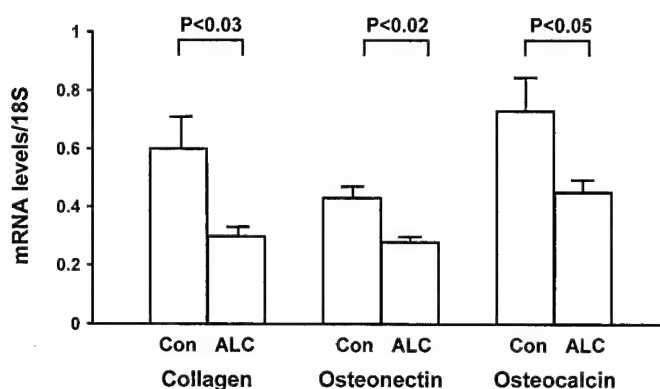 P<0.03 P<0.02 P<0.05
1
0.8
0.6
0.4
0.2
0
mRNA levels/18S
Con ALC Con ALC Con ALC
Collagen Osteonectin Osteocalcin